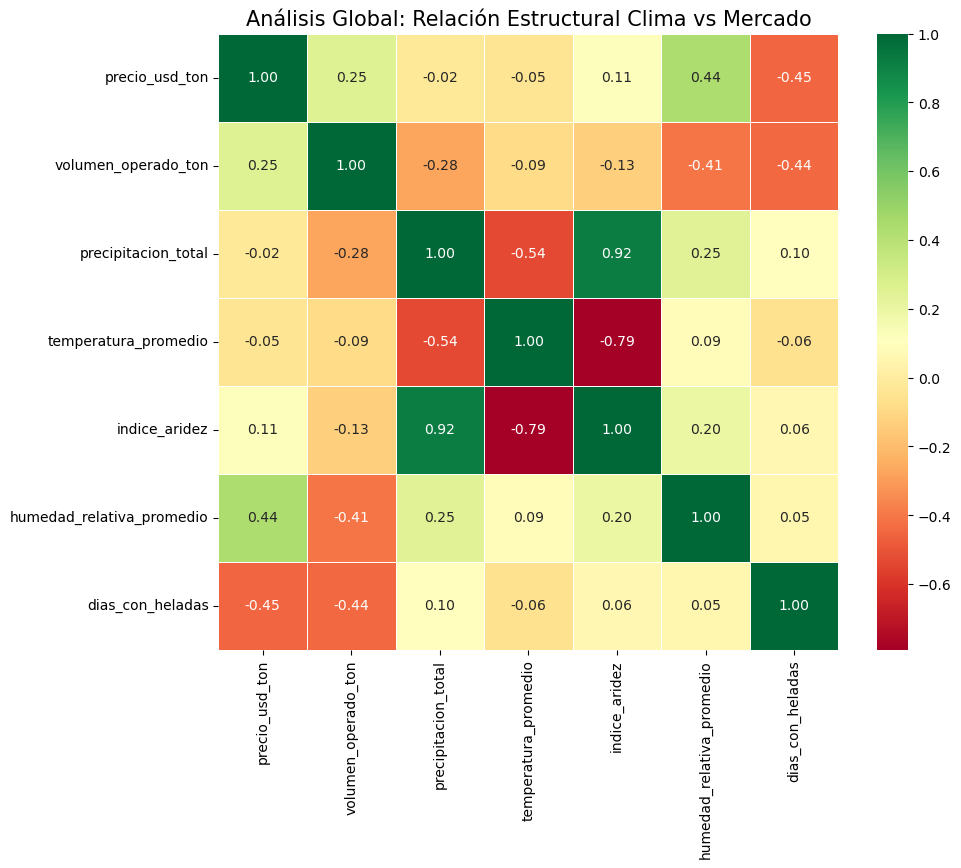 Análisis Global: Relación Estructural Clima vs Mercado
precio_usd_ton 1.00 0.25 -0.02 -0.05 0.11 0.44 -0.45
volumen_operado_ton 0.25 1.00 -0.28 -0.09 -0.13 -0.41 -0.44
precipitacion_total -0.02 -0.28 1.00 -0.54 0.92 0.25 0.10
temperatura_promedio -0.05 -0.09 -0.54 1.00 -0.79 0.09 -0.06
indice_aridez 0.11 -0.13 0.92 -0.79 1.00 0.20 0.06
humedad_relativa_promedio 0.44 -0.41 0.25 0.09 0.20 1.00 0.05
dias_con_heladas -0.45 -0.44 0.10 -0.06 0.06 0.05 1.00
precio_usd_ton
volumen_operado_ton
precipitacion_total
temperatura_promedio
indice_aridez
humedad_relativa_promedio
dias_con_heladas
1.0
0.8
0.6
0.4
0.2
0.0
-0.2
-0.4
-0.6